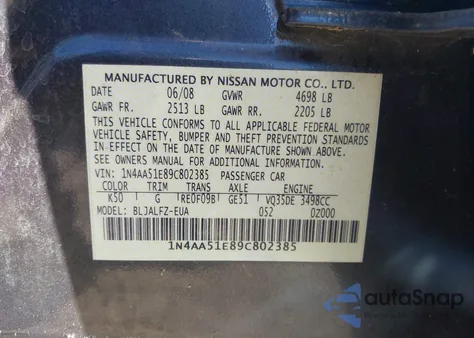 MANUFACTURED BY NISSAN MOTOR CO., LTD.
DATE 06/08 GVWR 4698 LB
GAWR FR. 2513 LB GAWR RR. 2205 LB
THIS VEHICLE CONFORMS TO ALL APPLICABLE FEDERAL MOTOR
VEHICLE SAFETY, BUMPER AND THEFT PREVENTION STANDARDS
IN EFFECT ON THE DATE OF MANUFACTURE SHOWN ABOVE.
SEE OWNERS MANUAL FOR ADDITIONAL INFORMATION.
VIN: 1N4AA51E89C802385 PASSENGER CAR
COLOR TRIM TRANS AXLE ENGINE
K50 G RE0F09B GE51 VQ35DE 3498CC
MODEL: BLJALFZ-EUA 052 02000
1N4AA51E89C802385
autoSnap